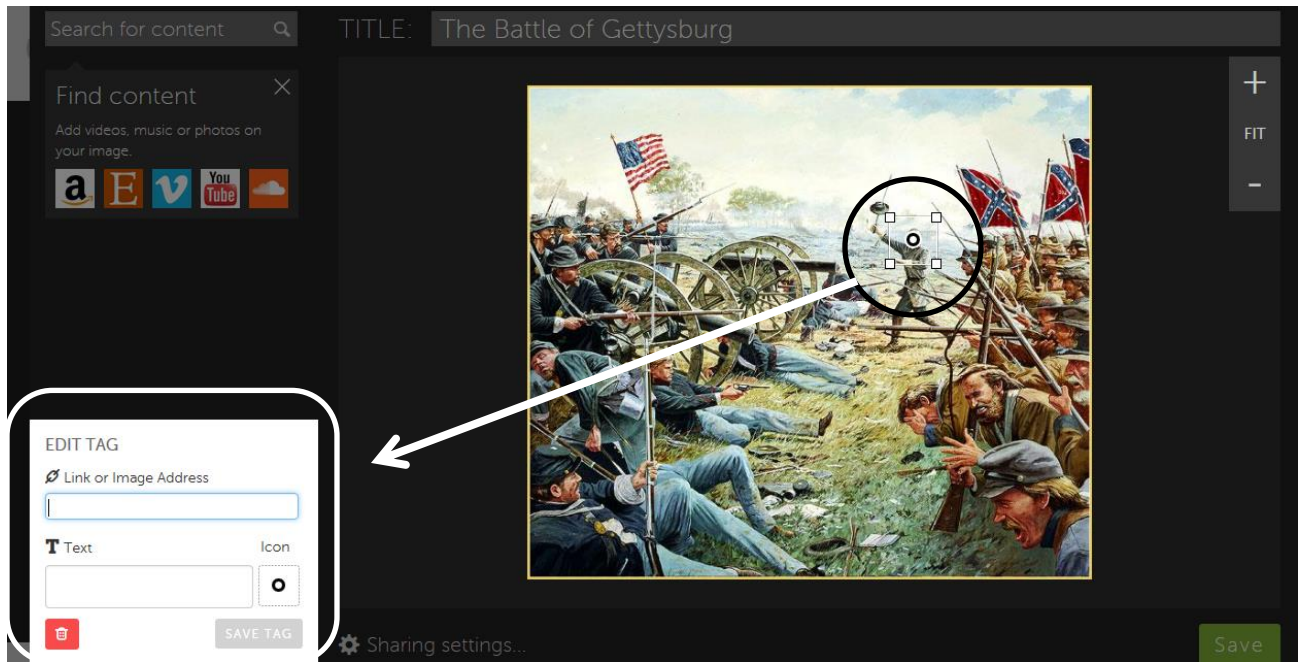 Search for content
TITLE: The Battle of Gettysburg
Find content
Add videos, music or photos on
your image.
a E V You Tube
+
FIT
-
EDIT TAG
Link or Image Address
T Text Icon
SAVE TAG
Sharing settings...
Save